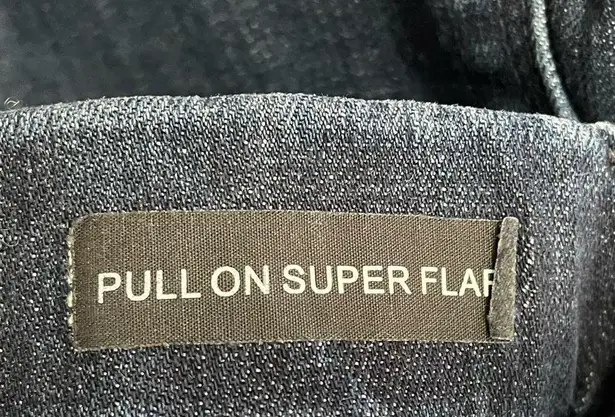 PULL ON SUPER FLAR